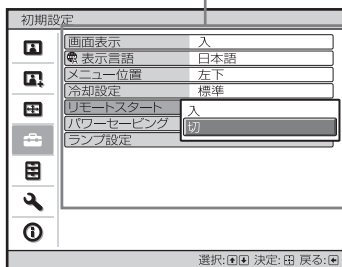 初期設定
画面表示 入
表示言語 日本語
メニュー位置 左下
冷却設定 標準
リモートスタート 入
パワーセービング 切
ランプ設定
選択: 決定: 戻る: